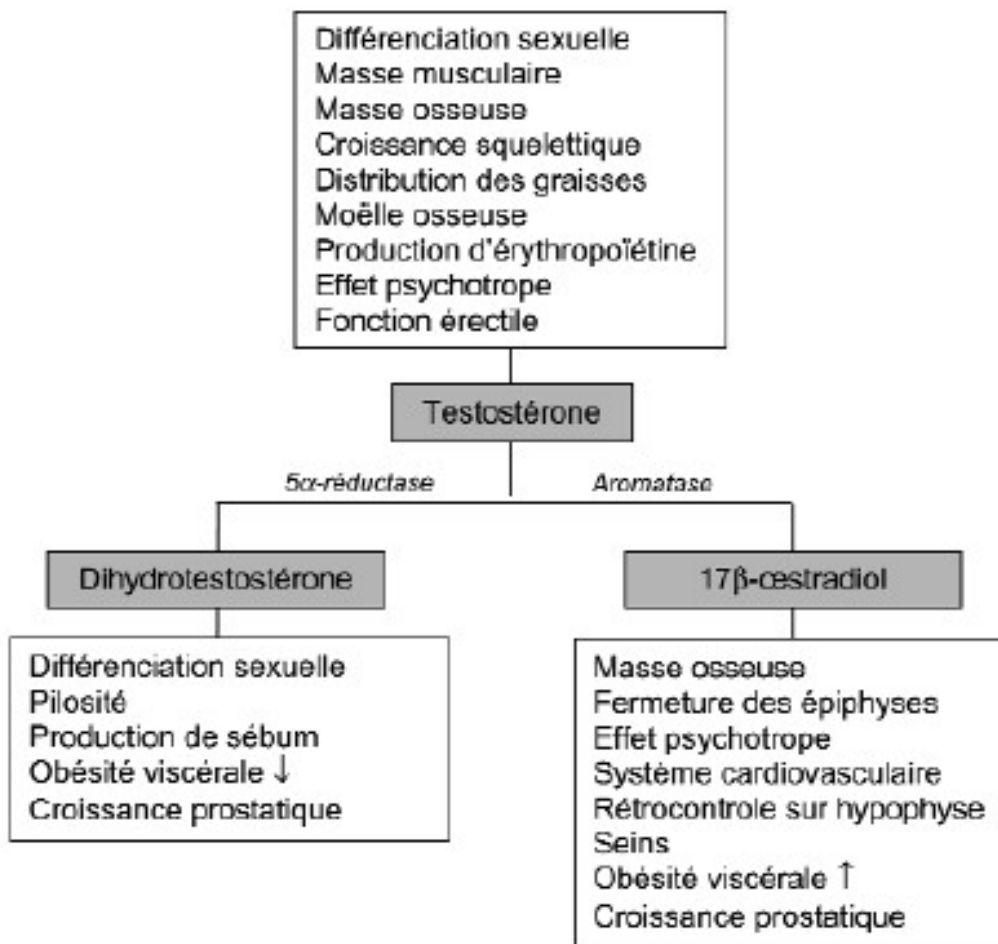 Différenciation sexuelle
Masse musculaire
Masse osseuse
Croissance squelettique
Distribution des graisses
Moëlle osseuse
Production d'érythropoïétine
Effet psychotrope
Fonction érectile
Testostérone
5α-réductase
Aromatase
Dihydrotestostérone
Différenciation sexuelle
Pilosité
Production de sébum
Obésité viscérale ↓
Croissance prostatique
17β-œstradiol
Masse osseuse
Fermeture des épiphyses
Effet psychotrope
Système cardiovasculaire
Rétrocontrole sur hypophyse
Seins
Obésité viscérale ↑
Croissance prostatique